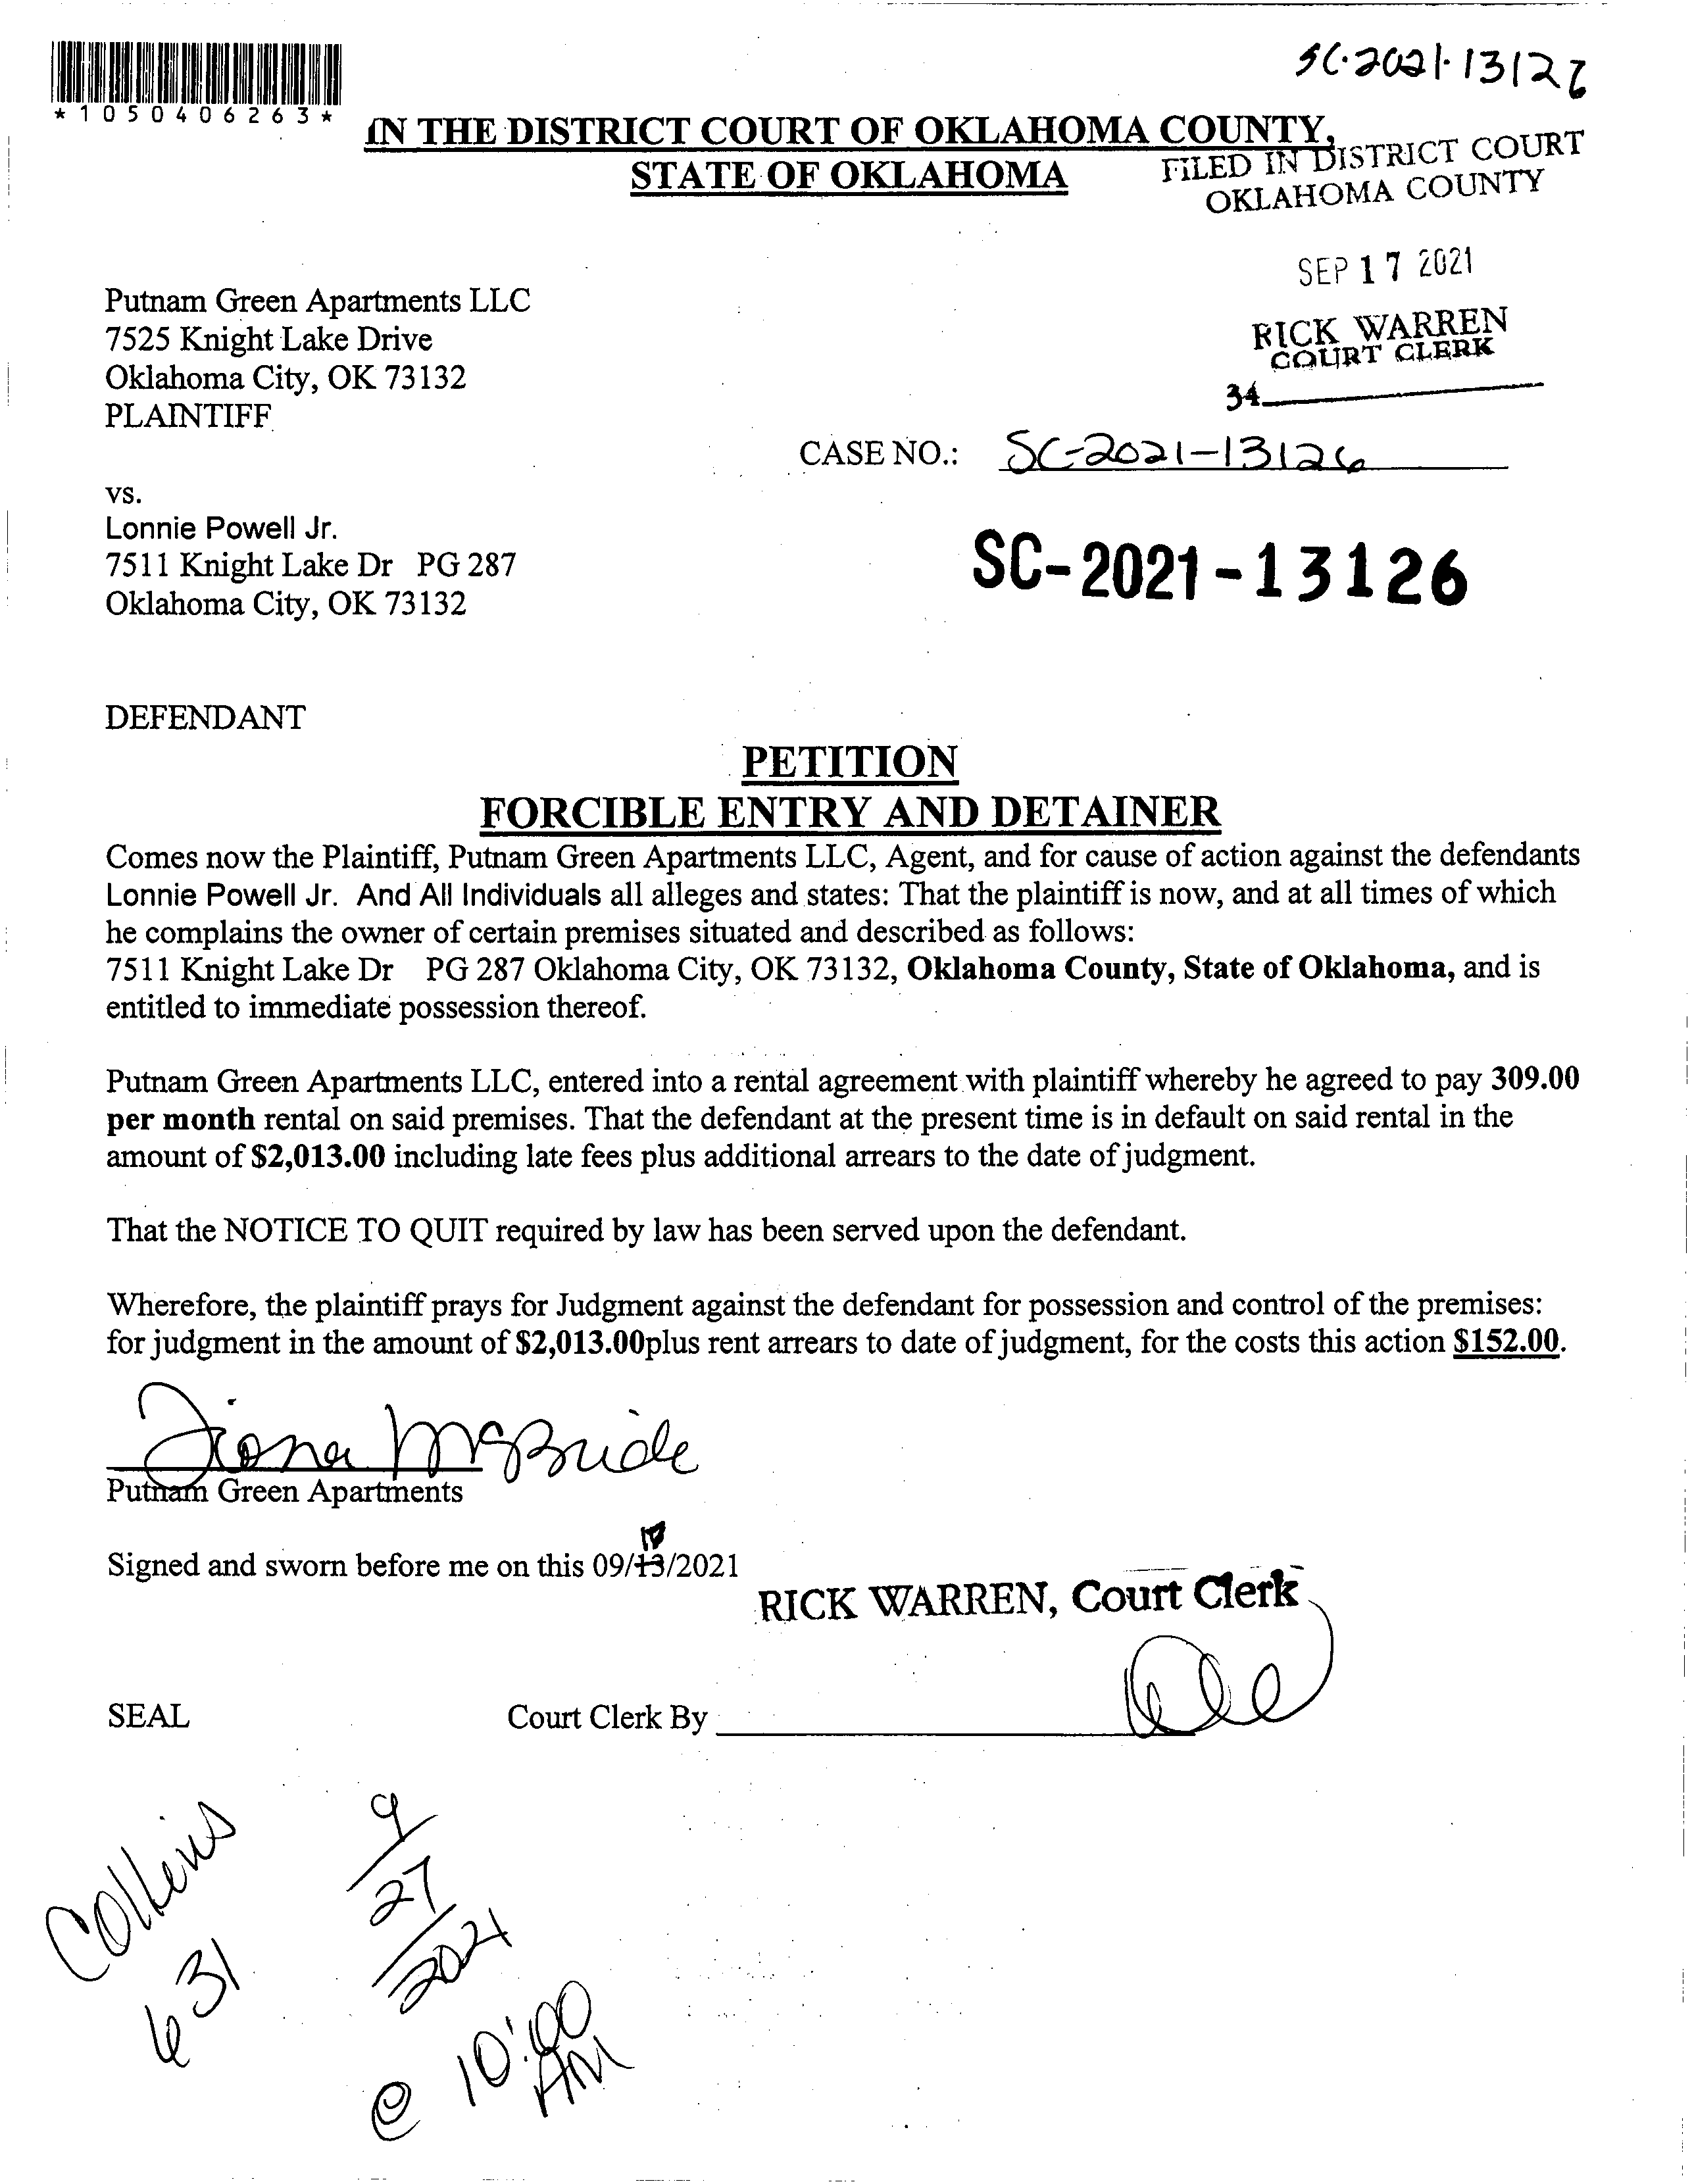 SC-2021-13126
*1050406263*
IN THE DISTRICT COURT OF OKLAHOMA COUNTY,
STATE OF OKLAHOMA
FILED IN DISTRICT COURT
OKLAHOMA COUNTY
SEP 17 2021
RICK WARREN
COURT CLERK
34
Putnam Green Apartments LLC
7525 Knight Lake Drive
Oklahoma City, OK 73132
PLAINTIFF
CASE NO.: SC-2021-13126
vs.
Lonnie Powell Jr.
7511 Knight Lake Dr PG 287
Oklahoma City, OK 73132
SC-2021-13126
DEFENDANT
PETITION
FORCIBLE ENTRY AND DETAINER
Comes now the Plaintiff, Putnam Green Apartments LLC, Agent, and for cause of action against the defendants
Lonnie Powell Jr. And All Individuals all alleges and states: That the plaintiff is now, and at all times of which
he complains the owner of certain premises situated and described as follows:
7511 Knight Lake Dr PG 287 Oklahoma City, OK 73132, Oklahoma County, State of Oklahoma, and is
entitled to immediate possession thereof.
Putnam Green Apartments LLC, entered into a rental agreement with plaintiff whereby he agreed to pay 309.00
per month rental on said premises. That the defendant at the present time is in default on said rental in the
amount of $2,013.00 including late fees plus additional arrears to the date of judgment.
That the NOTICE TO QUIT required by law has been served upon the defendant.
Wherefore, the plaintiff prays for Judgment against the defendant for possession and control of the premises:
for judgment in the amount of $2,013.00plus rent arrears to date of judgment, for the costs this action $152.00.
Fiona McBride
Putnam Green Apartments
Signed and sworn before me on this 09/13/2021
RICK WARREN, Court Clerk
SEAL
Court Clerk By
Collins
631
9/27/2021
@ 10:00
AM